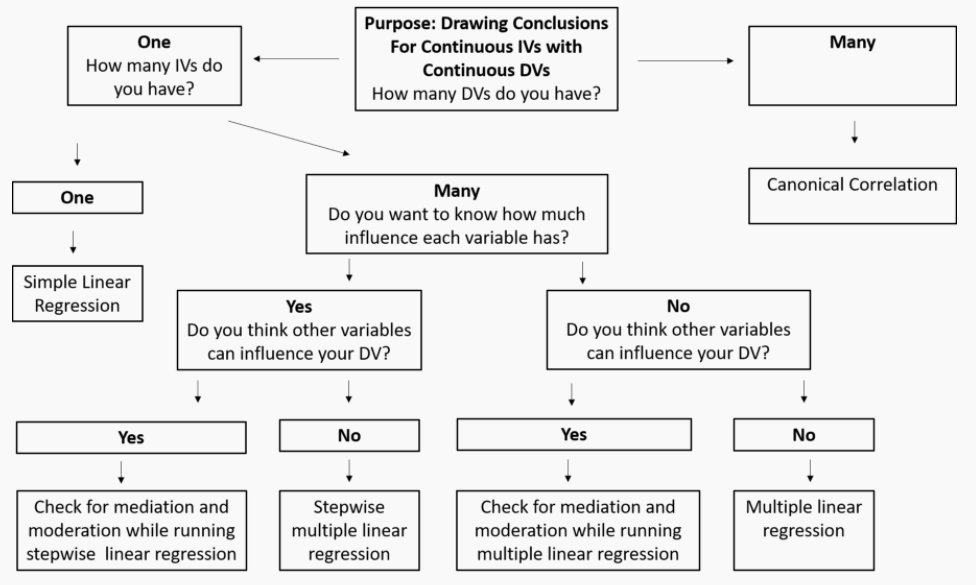 Purpose: Drawing Conclusions
For Continuous IVs with
Continuous DVs
How many DVs do you have?
One
How many IVs do
you have?
Many
One
Simple Linear
Regression
Many
Do you want to know how much
influence each variable has?
Canonical Correlation
Yes
Do you think other variables
can influence your DV?
No
Do you think other variables
can influence your DV?
Yes
No
Yes
No
Check for mediation and
moderation while running
stepwise linear regression
Stepwise
multiple linear
regression
Check for mediation and
moderation while running
multiple linear regression
Multiple linear
regression